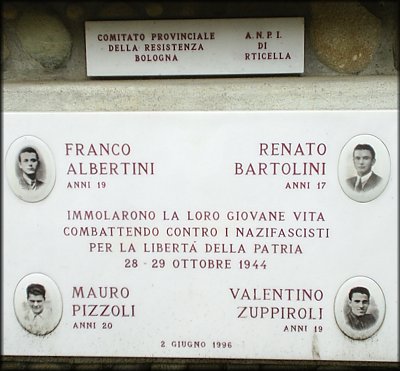 COMITATO PROVINCIALE
DELLA RESISTENZA
BOLOGNA
A.N.P.I.
DI
RTICELLA
FRANCO
ALBERTINI
ANNI 19
RENATO
BARTOLINI
ANNI 17
IMMOLARONO LA LORO GIOVANE VITA
COMBATTENDO CONTRO I NAZIFASCISTI
PER LA LIBERTÁ DELLA PATRIA
28 - 29 OTTOBRE 1944
MAURO
PIZZOLI
ANNI 20
VALENTINO
ZUPPIROLI
ANNI 19
2 GIUGNO 1996